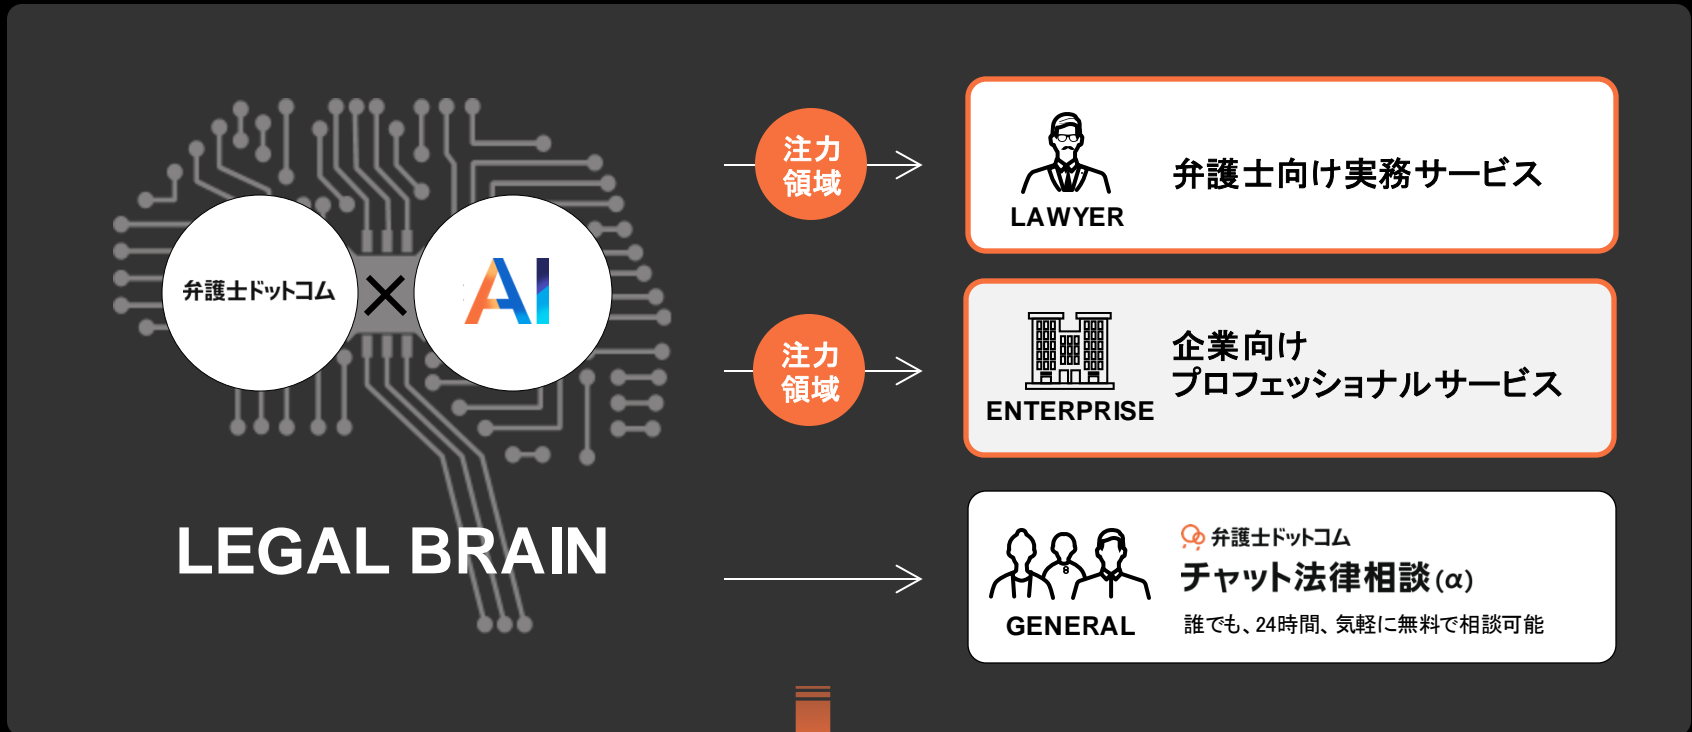 弁護士ドットコム
×
AI
LEGAL BRAIN
注力
領域
LAWYER
弁護士向け実務サービス
注力
領域
ENTERPRISE
企業向け
プロフェッショナルサービス
GENERAL
弁護士ドットコム
チャット法律相談(α)
誰でも、24時間、気軽に無料で相談可能